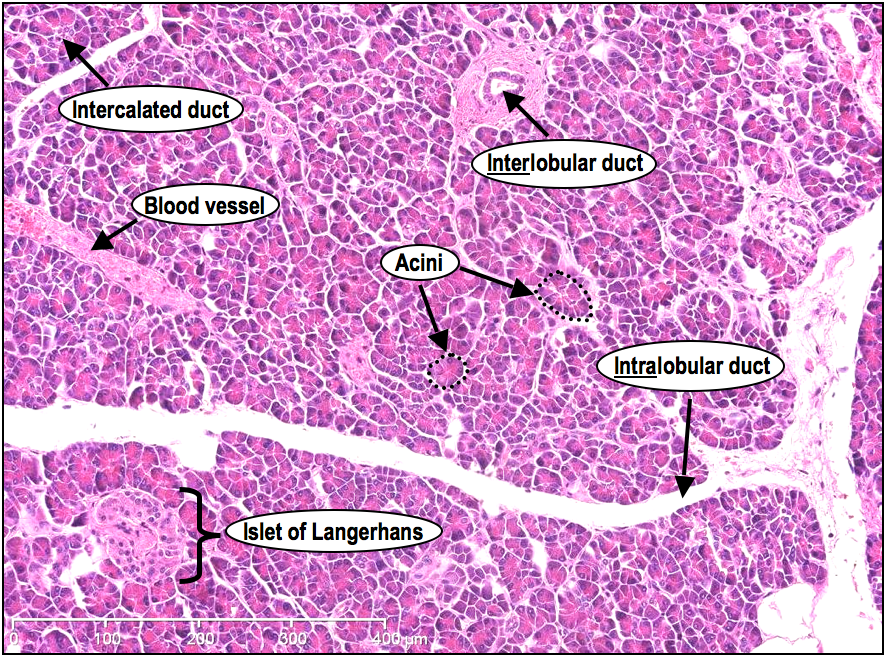 Intercalated duct
Interlobular duct
Blood vessel
Acini
Intralobular duct
Islet of Langerhans
0 100 200 300 400 µm